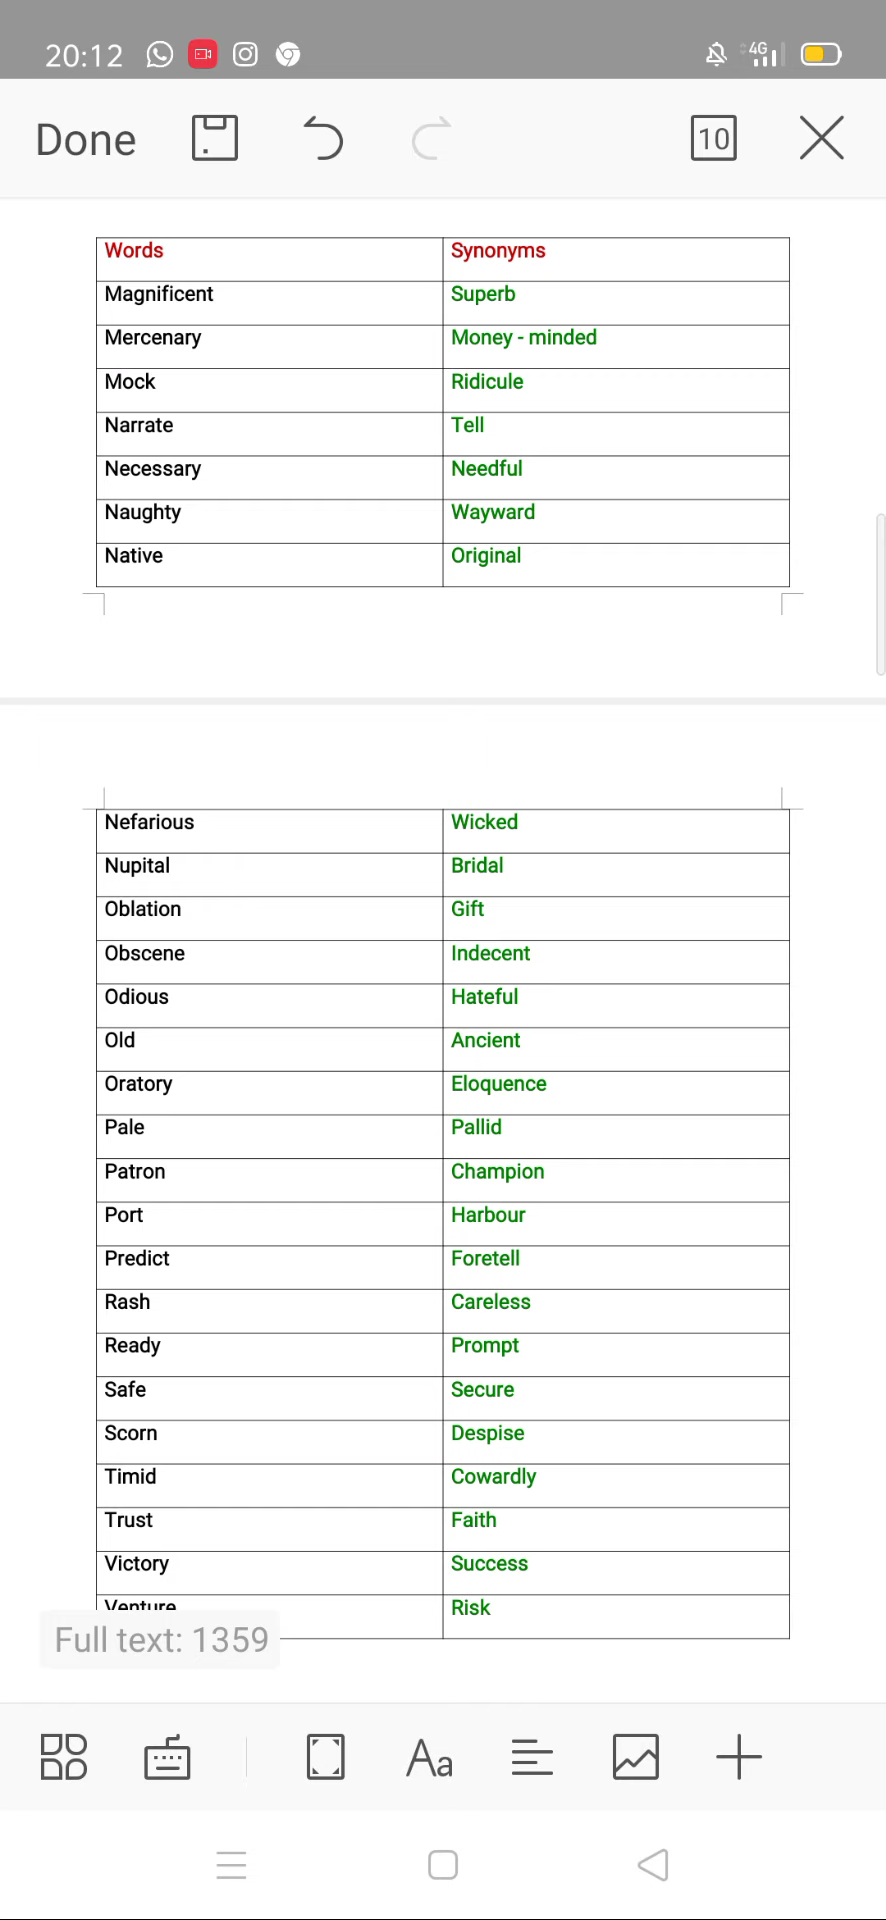 20:12 4G
Done 10
Words Synonyms
Magnificent Superb
Mercenary Money - minded
Mock Ridicule
Narrate Tell
Necessary Needful
Naughty Wayward
Native Original
Nefarious Wicked
Nupital Bridal
Oblation Gift
Obscene Indecent
Odious Hateful
Old Ancient
Oratory Eloquence
Pale Pallid
Patron Champion
Port Harbour
Predict Foretell
Rash Careless
Ready Prompt
Safe Secure
Scorn Despise
Timid Cowardly
Trust Faith
Victory Success
Venture Risk
Full text: 1359
Aa